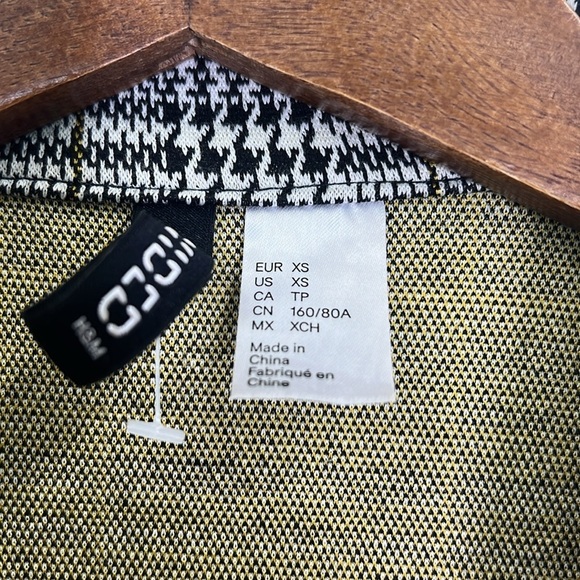 H&M
EUR XS
US XS
CA TP
CN 160/80A
MX XCH
Made in
China
Fabriqué en
Chine